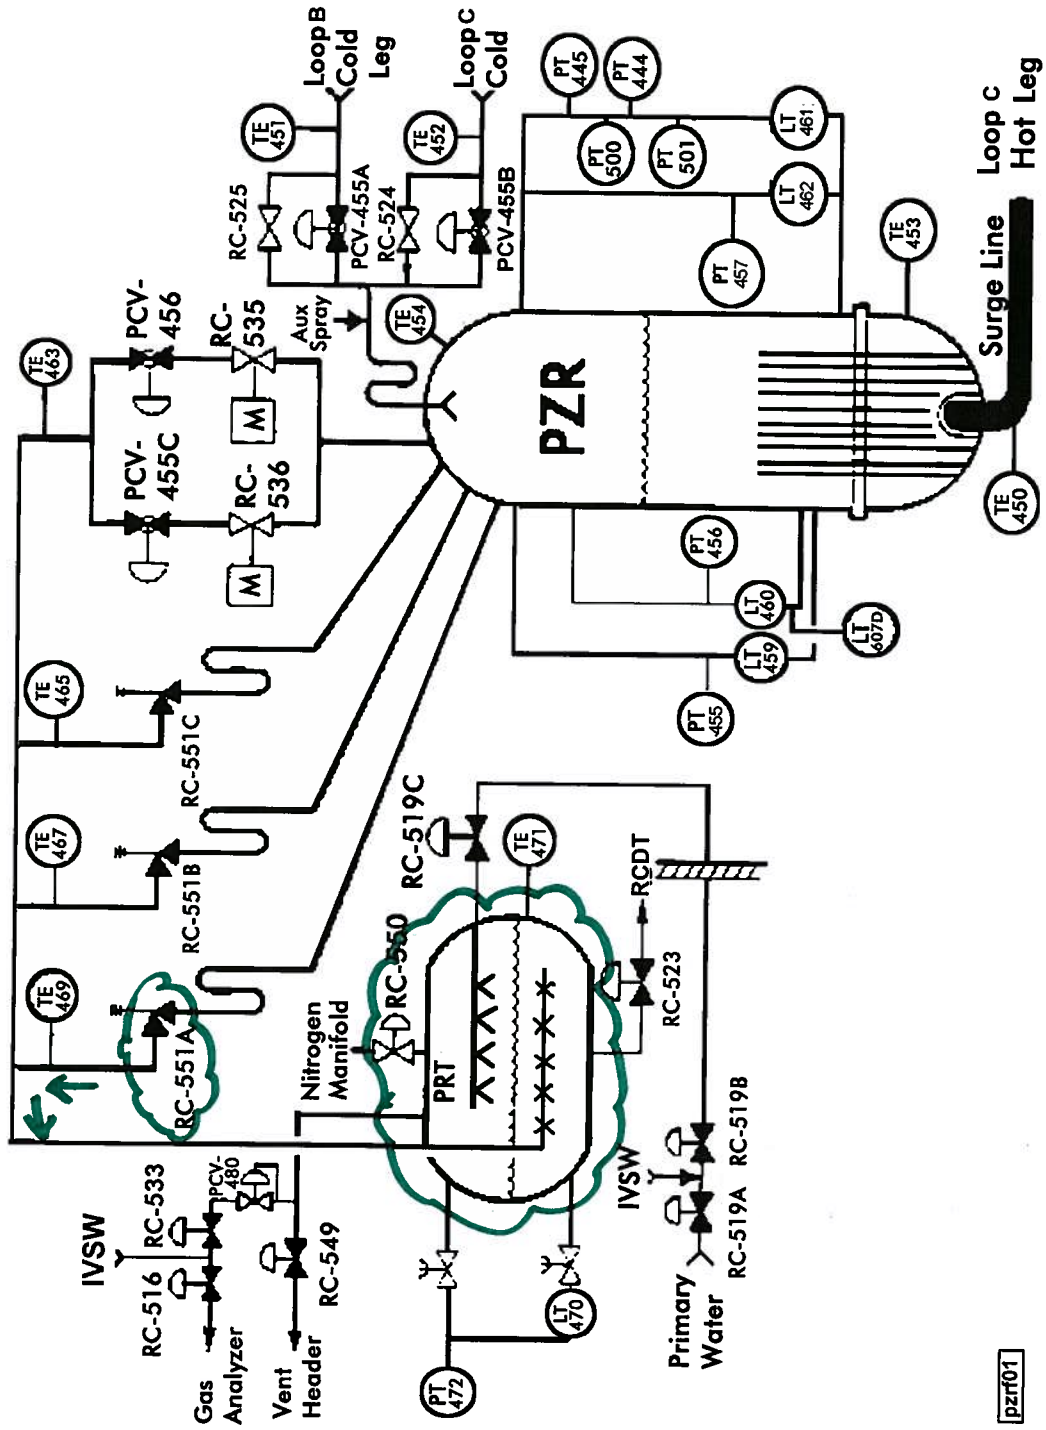 Loop B
Cold
Leg
Loop C
Cold
TE
451
TE
452
RC-525
PCV-455A
RC-524
PCV-455B
PT
445
PT
444
PT
500
PT
501
LT
461
LT
462
PT
457
TE
453
Loop C
Hot Leg
Surge Line
TE
450
Aux
Spray
TE
454
PZR
TE
463
PCV-
456
RC-
535
M
PCV-
455C
RC-
536
M
PT
456
LT
460
LT
459
LT
607D
PT
455
TE
465
RC-551C
TE
467
RC-551B
TE
469
RC-551A
RC-519C
TE
471
RCDT
RC-550
Nitrogen
Manifold
PRT
RC-523
IVSW
RC-533
PCV-
480
RC-516
RC-549
Gas
Analyzer
Vent
Header
PT
472
LT
470
IVSW
RC-519B
RC-519A
Primary
Water
pzrf01